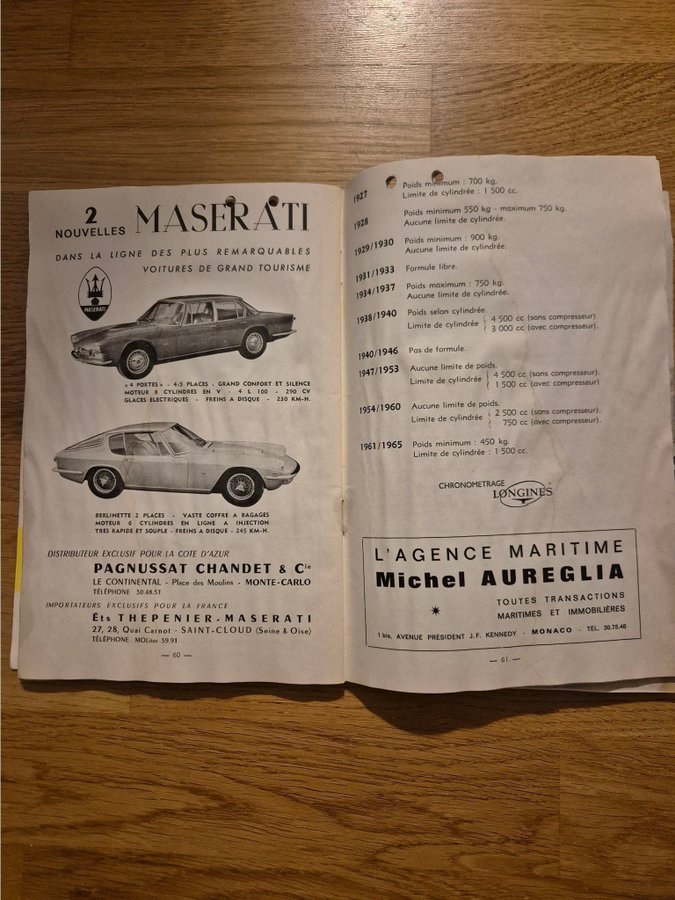 2
NOUVELLES MASERATI
DANS LA LIGNE DES PLUS REMARQUABLES
VOITURES DE GRAND TOURISME
MASERATI
« 4 PORTES » - 4-5 PLACES - GRAND CONFORT ET SILENCE
MOTEUR 8 CYLINDRES EN V - 4 L 100 - 290 CV
GLACES ELECTRIQUES - FREINS A DISQUE - 230 KM-H.
BERLINETTE 2 PLACES - VASTE COFFRE A BAGAGES
MOTEUR 6 CYLINDRES EN LIGNE A INJECTION
TRES RAPIDE ET SOUPLE - FREINS A DISQUE - 245 KM-H.
DISTRIBUTEUR EXCLUSIF POUR LA COTE D'AZUR
PAGNUSSAT CHANDET & Cie
LE CONTINENTAL - Place des Moulins - MONTE-CARLO
TÉLÉPHONE 30.48.51
IMPORTATEURS EXCLUSIFS POUR LA FRANCE
Éts THEPENIER-MASERATI
27, 28, Quai Carnot - SAINT-CLOUD (Seine & Oise)
TÉLÉPHONE MOLitor 39.91
— 60 —
1927 Poids minimum : 700 kg.
Limite de cylindrée : 1 500 cc.
1928 Poids minimum 550 kg - maximum 750 kg.
Aucune limite de cylindrée.
1929/1930 Poids minimum : 900 kg.
Aucune limite de cylindrée.
1931/1933 Formule libre.
1934/1937 Poids maximum : 750 kg.
Aucune limite de cylindrée.
1938/1940 Poids selon cylindrée.
Limite de cylindrée { 4 500 cc (sans compresseur)
3 000 cc (avec compresseur).
1940/1946 Pas de formule.
1947/1953 Aucune limite de poids.
Limite de cylindrée { 4 500 cc (sans compresseur).
1 500 cc (avec compresseur)
1954/1960 Aucune limite de poids.
Limite de cylindrée { 2 500 cc (sans compresseur).
750 cc (avec compresseur).
1961/1965 Poids minimum : 450 kg.
Limite de cylindrée : 1 500 cc.
CHRONOMETRAGE LONGINES
L'AGENCE MARITIME
Michel AUREGLIA
TOUTES TRANSACTIONS
MARITIMES ET IMMOBILIÈRES
1 bis, AVENUE PRÉSIDENT J.F. KENNEDY - MONACO - TÉL. 30.75.46
— 61 —